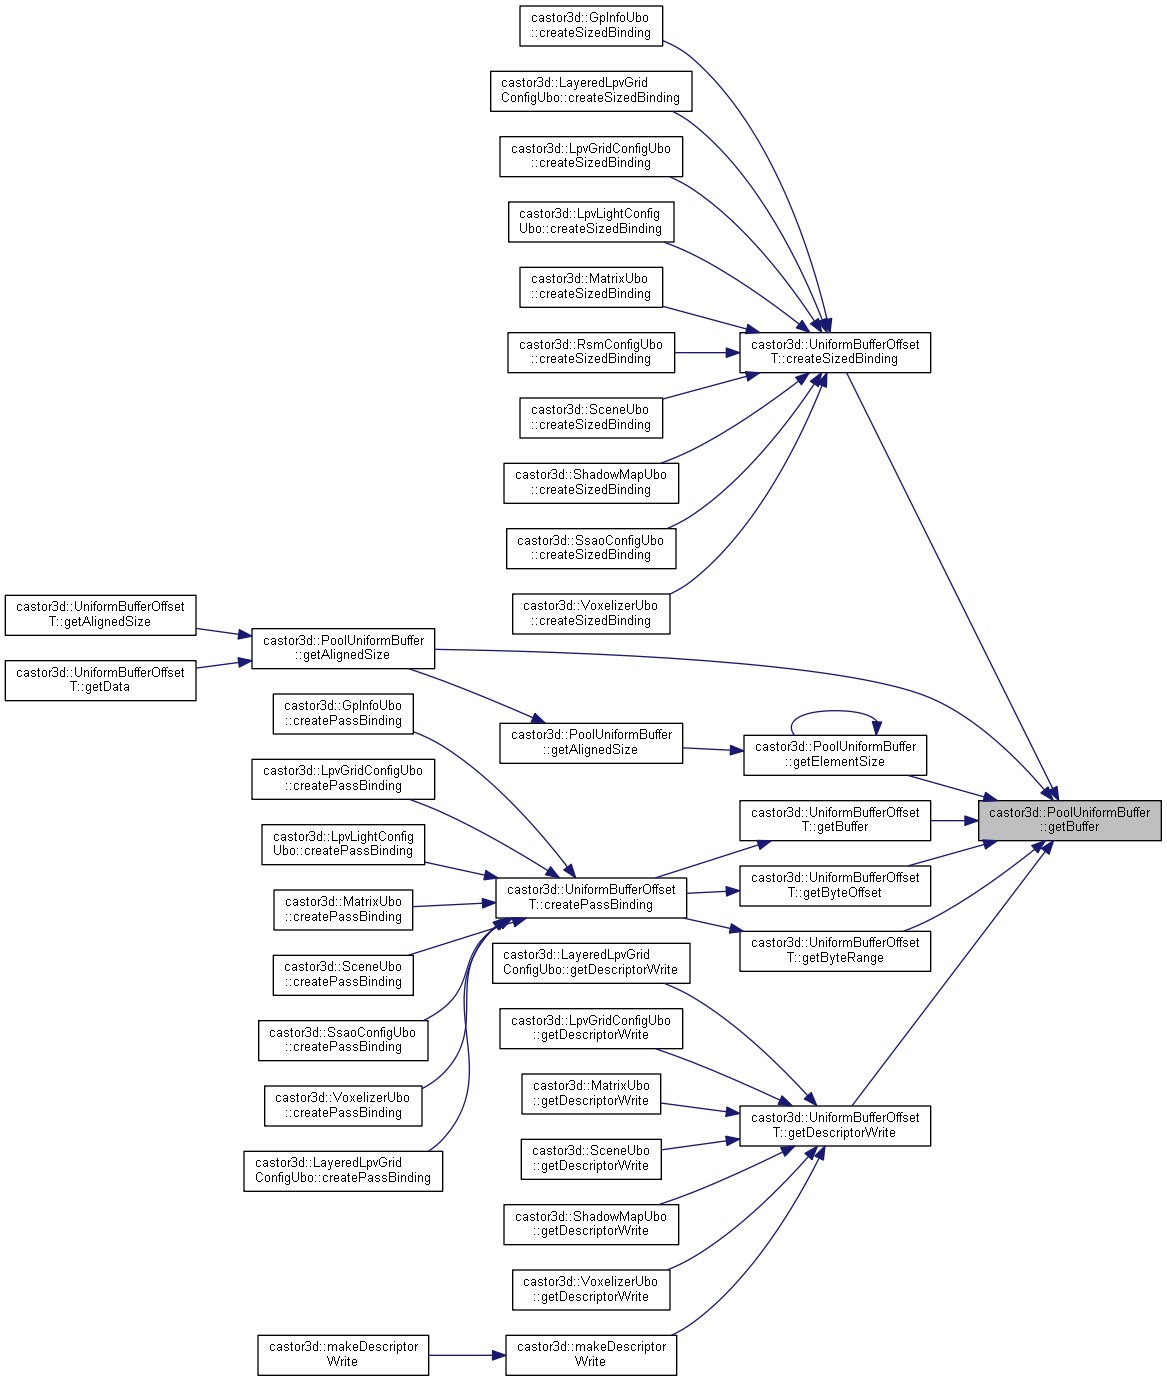 castor3d::GpInfoUbo
::createSizedBinding
castor3d::LayeredLpvGrid
ConfigUbo::createSizedBinding
castor3d::LpvGridConfigUbo
::createSizedBinding
castor3d::LpvLightConfig
Ubo::createSizedBinding
castor3d::MatrixUbo
::createSizedBinding
castor3d::RsmConfigUbo
::createSizedBinding
castor3d::UniformBufferOffset
T::createSizedBinding
castor3d::SceneUbo
::createSizedBinding
castor3d::ShadowMapUbo
::createSizedBinding
castor3d::SsaoConfigUbo
::createSizedBinding
castor3d::VoxelizerUbo
::createSizedBinding
castor3d::UniformBufferOffset
T::getAlignedSize
castor3d::PoolUniformBuffer
::getAlignedSize
castor3d::UniformBufferOffset
T::getData
castor3d::GpInfoUbo
::createPassBinding
castor3d::PoolUniformBuffer
::getAlignedSize
castor3d::PoolUniformBuffer
::getElementSize
castor3d::LpvGridConfigUbo
::createPassBinding
castor3d::UniformBufferOffset
T::getBuffer
castor3d::PoolUniformBuffer
::getBuffer
castor3d::LpvLightConfig
Ubo::createPassBinding
castor3d::UniformBufferOffset
T::createPassBinding
castor3d::UniformBufferOffset
T::getByteOffset
castor3d::MatrixUbo
::createPassBinding
castor3d::UniformBufferOffset
T::getByteRange
castor3d::SceneUbo
::createPassBinding
castor3d::LayeredLpvGrid
ConfigUbo::getDescriptorWrite
castor3d::SsaoConfigUbo
::createPassBinding
castor3d::LpvGridConfigUbo
::getDescriptorWrite
castor3d::VoxelizerUbo
::createPassBinding
castor3d::MatrixUbo
::getDescriptorWrite
castor3d::UniformBufferOffset
T::getDescriptorWrite
castor3d::LayeredLpvGrid
ConfigUbo::createPassBinding
castor3d::SceneUbo
::getDescriptorWrite
castor3d::ShadowMapUbo
::getDescriptorWrite
castor3d::VoxelizerUbo
::getDescriptorWrite
castor3d::makeDescriptor
Write
castor3d::makeDescriptor
Write